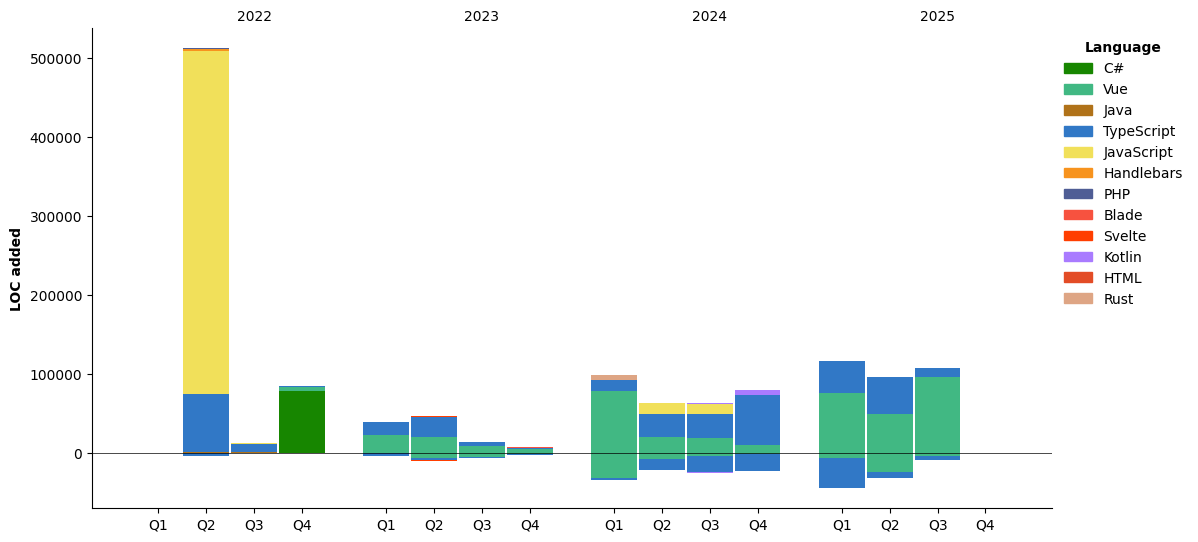 2022 2023 2024 2025
Language
C#
Vue
Java
TypeScript
JavaScript
Handlebars
PHP
Blade
Svelte
Kotlin
HTML
Rust
LOC added
500000
400000
300000
200000
100000
0
Q1 Q2 Q3 Q4 Q1 Q2 Q3 Q4 Q1 Q2 Q3 Q4 Q1 Q2 Q3 Q4